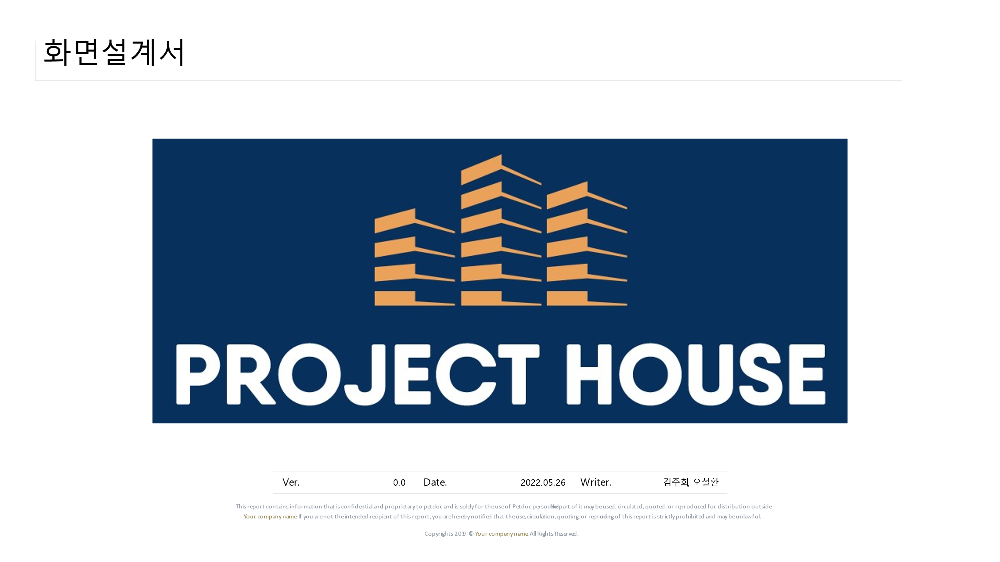 화면설계서
PROJECT HOUSE
Ver. 0.0 Date. 2022.05.26 Writer. 김주희, 오철환
This report contains information that is confidential and proprietary to petdoc and is solely for the use of Petdoc personnel. No part of it may be used, circulated, quoted, or reproduced for distribution outside
Your company name. If you are not the intended recipient of this report, you are hereby notified that the use, circulation, quoting, or reproducing of this report is strictly prohibited and may be unlawful.
Copyrights 2019 © Your company name. All Rights Reserved.